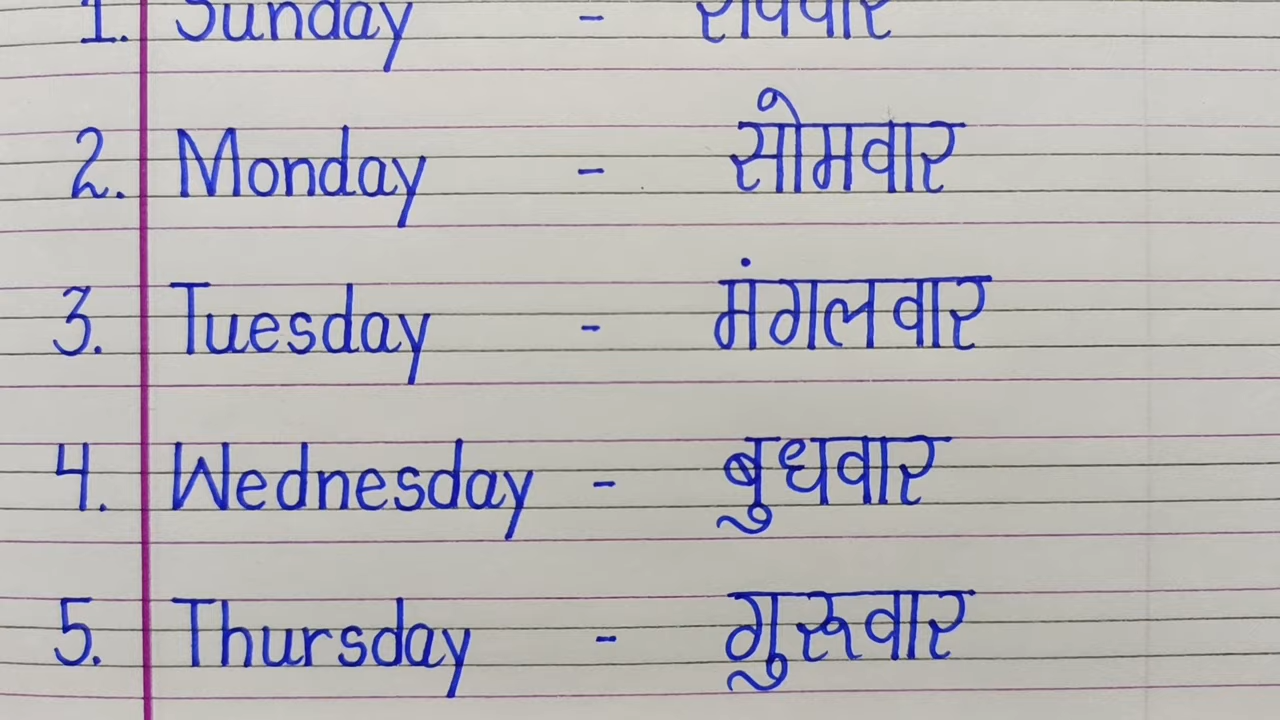 1. Sunday - रविवार
2. Monday - सोमवार
3. Tuesday - मंगलवार
4. Wednesday - बुधवार
5. Thursday - गुरूवार